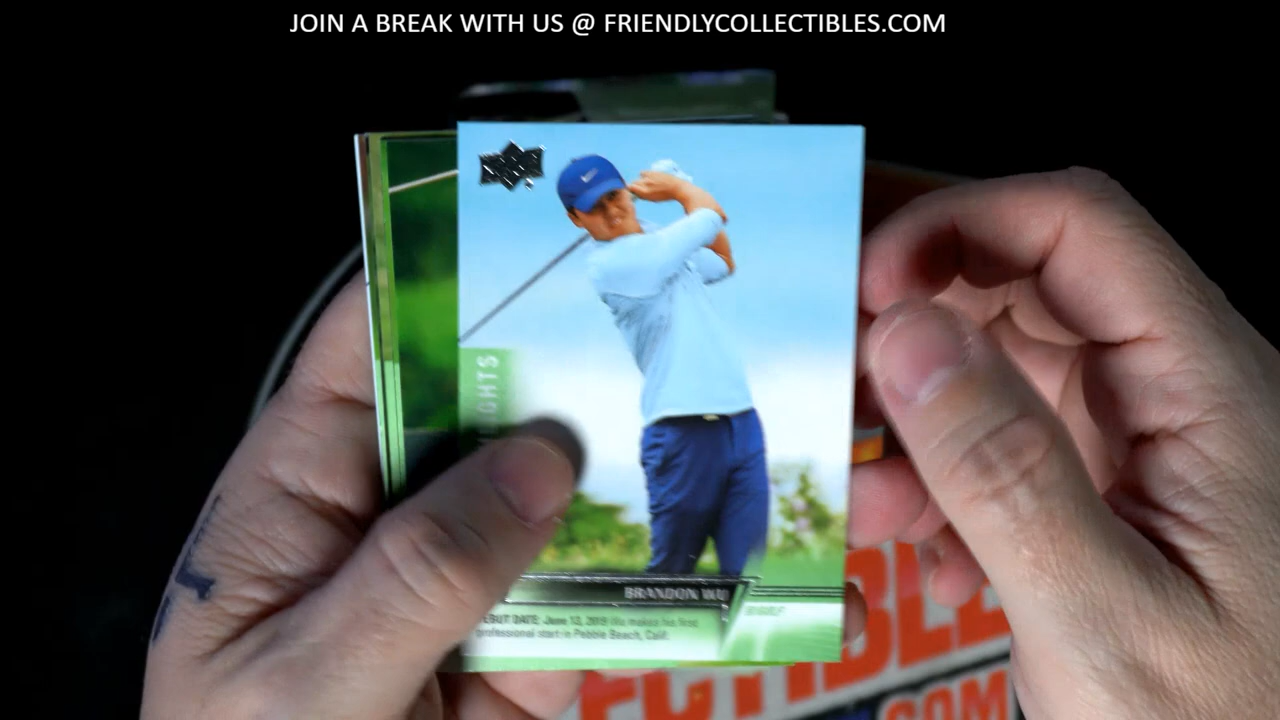 JOIN A BREAK WITH US @ FRIENDLYCOLLECTIBLES.COM
BRANDON WU
DEBUT DATE: June 13, 2019 Wu makes his first
professional start in Pebble Beach, Calif.
GOLF